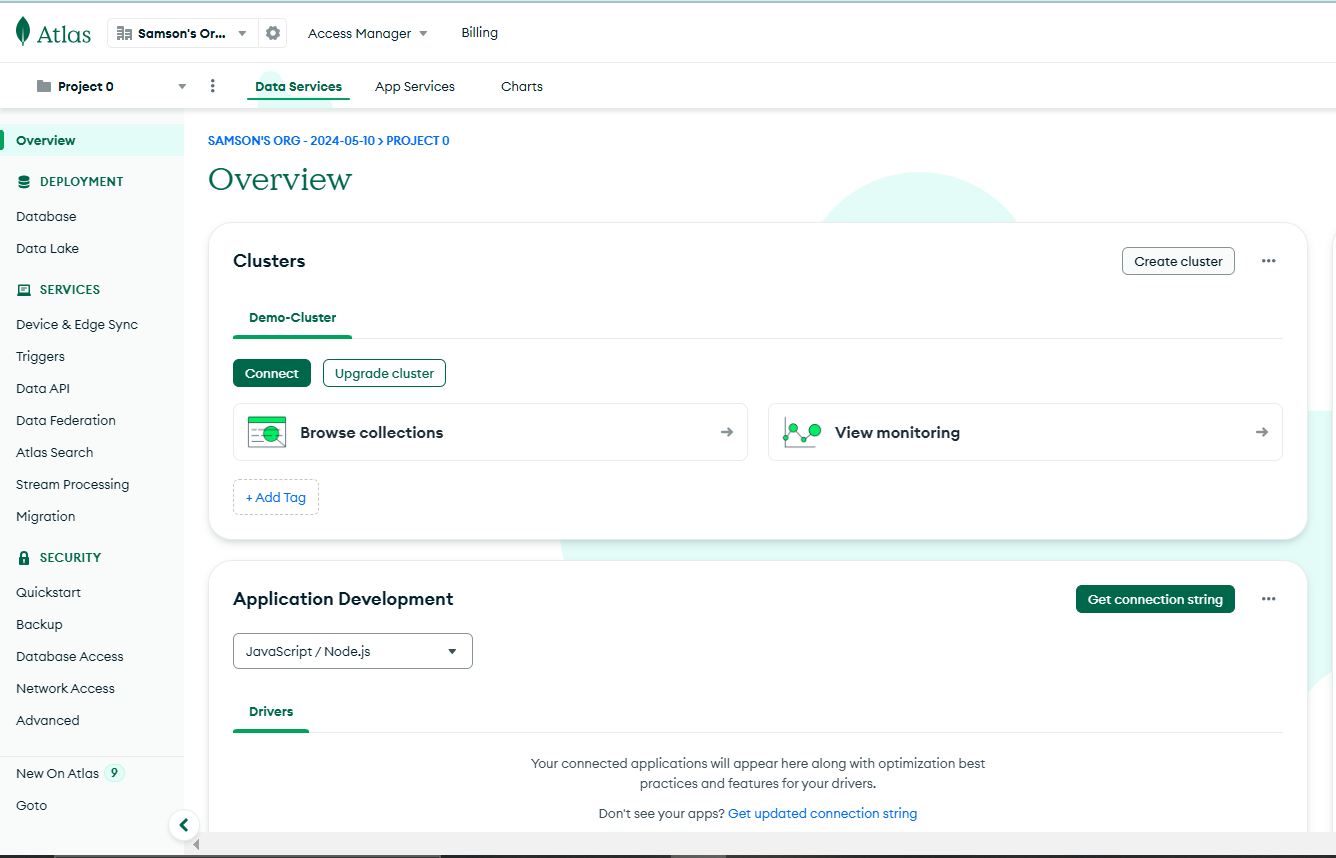 Atlas
Samson's Or...
Access Manager
Billing
Project 0
Data Services
App Services
Charts
Overview
DEPLOYMENT
Database
Data Lake
SERVICES
Device & Edge Sync
Triggers
Data API
Data Federation
Atlas Search
Stream Processing
Migration
SECURITY
Quickstart
Backup
Database Access
Network Access
Advanced
New On Atlas 9
Goto
SAMSON'S ORG - 2024-05-10 > PROJECT 0
Overview
Clusters
Create cluster
Demo-Cluster
Connect
Upgrade cluster
Browse collections
View monitoring
+ Add Tag
Application Development
Get connection string
JavaScript / Node.js
Drivers
Your connected applications will appear here along with optimization best
practices and features for your drivers.
Don't see your apps? Get updated connection string